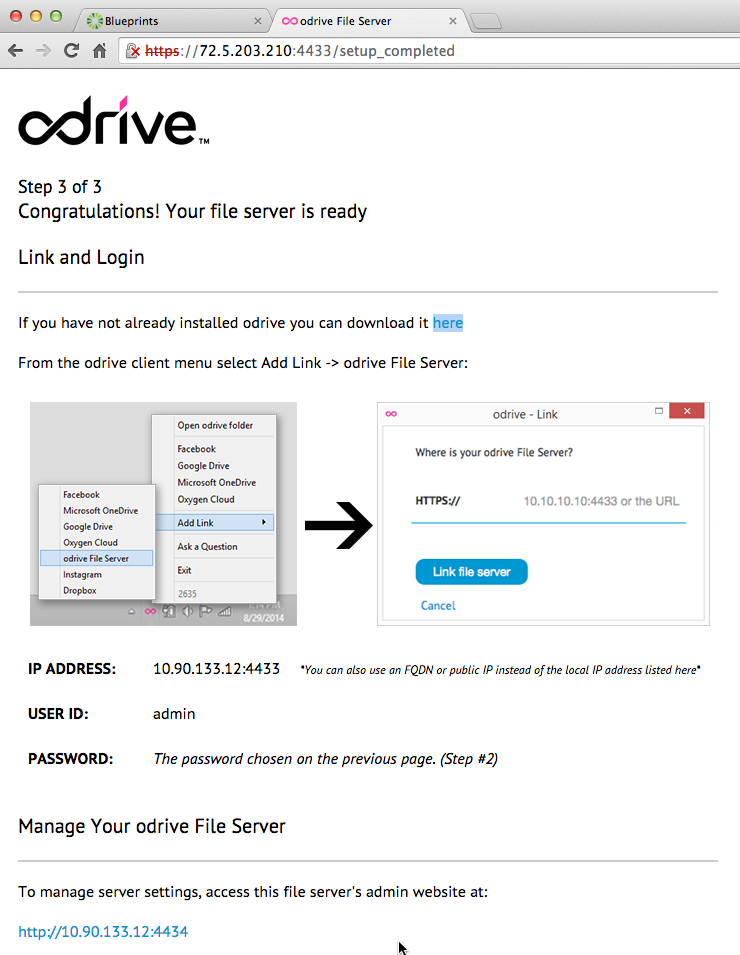 Blueprints
odrive File Server
https://72.5.203.210:4433/setup_completed
odrive™
Step 3 of 3
Congratulations! Your file server is ready
Link and Login
If you have not already installed odrive you can download it here
From the odrive client menu select Add Link -> odrive File Server:
Open odrive folder
Facebook
Google Drive
Microsoft OneDrive
Oxygen Cloud
Add Link
Ask a Question
Exit
2635
Facebook
Microsoft OneDrive
Google Drive
Oxygen Cloud
odrive File Server
Instagram
Dropbox
8/29/2014
odrive - Link
Where is your odrive File Server?
HTTPS:// 10.10.10.10:4433 or the URL
Link file server
Cancel
IP ADDRESS: 10.90.133.12:4433 *You can also use an FQDN or public IP instead of the local IP address listed here*
USER ID: admin
PASSWORD: The password chosen on the previous page. (Step #2)
Manage Your odrive File Server
To manage server settings, access this file server's admin website at:
http://10.90.133.12:4434